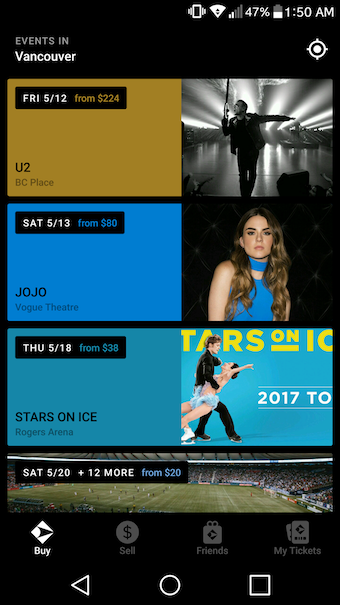 47% 1:50 AM
EVENTS IN
Vancouver
FRI 5/12 from $224
U2
BC Place
SAT 5/13 from $80
JOJO
Vogue Theatre
THU 5/18 from $38
STARS ON ICE
Rogers Arena
TARS ON IC
2017 TO
SAT 5/20 + 12 MORE from $20
Buy Sell Friends My Tickets